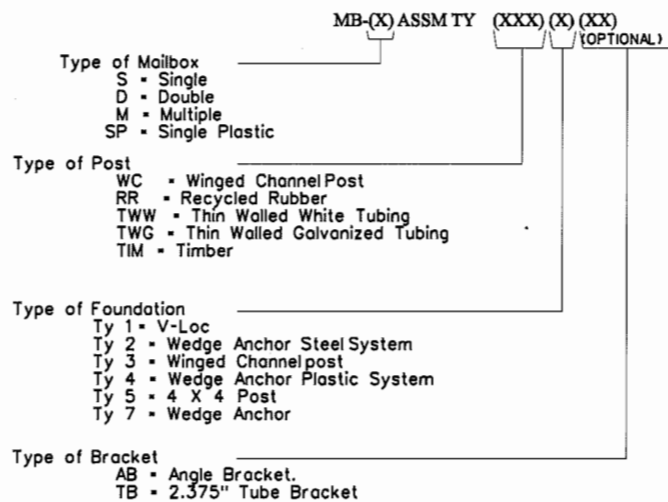 MB-(X) ASSM TY (XXX) (X) (XX)
(OPTIONAL)
Type of Mailbox
S = Single
D = Double
M = Multiple
SP = Single Plastic
Type of Post
WC = Winged Channel Post
RR = Recycled Rubber
TWW = Thin Walled White Tubing
TWG = Thin Walled Galvanized Tubing
TIM = Timber
Type of Foundation
Ty 1 = V-Loc
Ty 2 = Wedge Anchor Steel System
Ty 3 = Winged Channel post
Ty 4 = Wedge Anchor Plastic System
Ty 5 = 4 X 4 Post
Ty 7 = Wedge Anchor
Type of Bracket
AB = Angle Bracket.
TB = 2.375" Tube Bracket